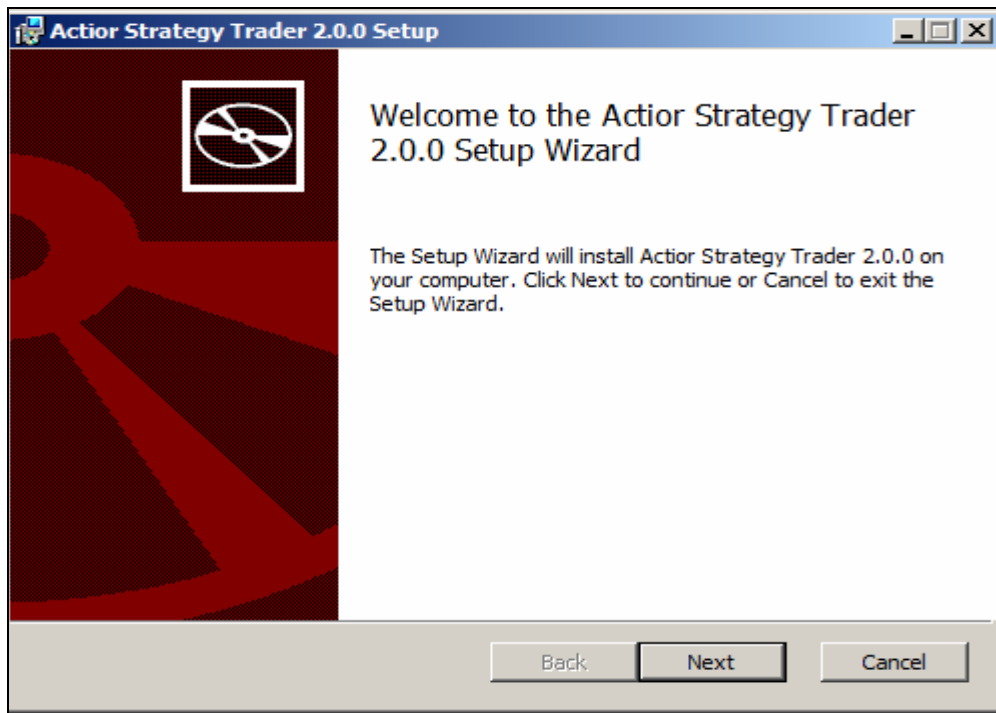 Actior Strategy Trader 2.0.0 Setup
Welcome to the Actior Strategy Trader
2.0.0 Setup Wizard
The Setup Wizard will install Actior Strategy Trader 2.0.0 on
your computer. Click Next to continue or Cancel to exit the
Setup Wizard.
Back Next Cancel